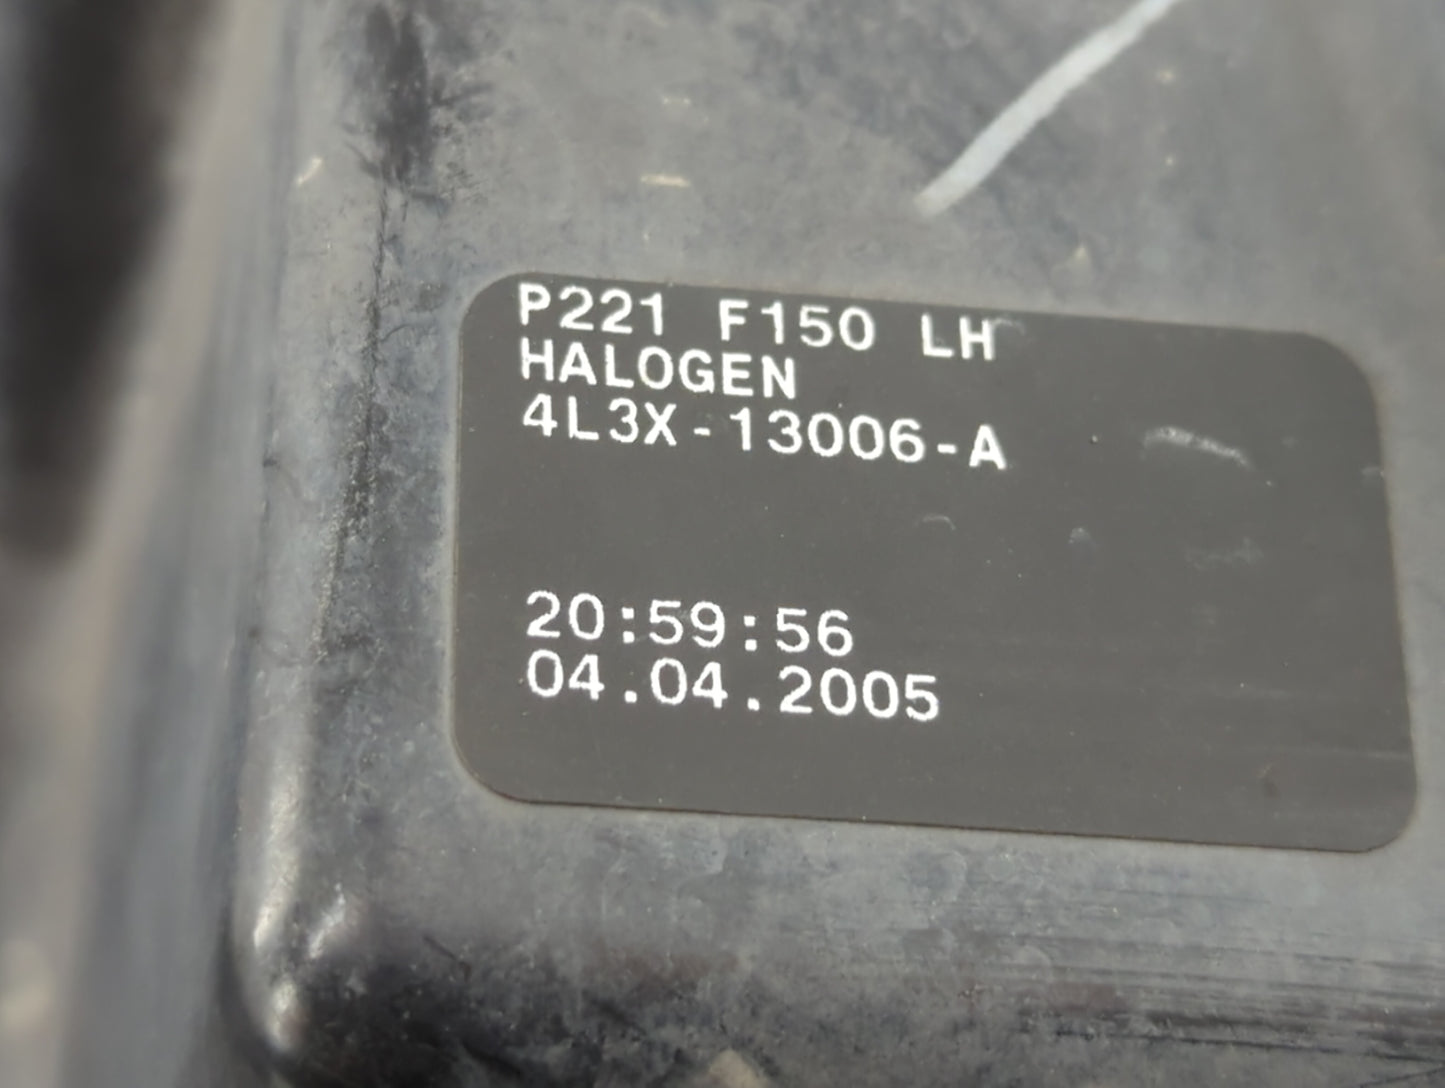 P221 F150 LH
HALOGEN
4L3X-13006-A
20:59:56
04.04.2005